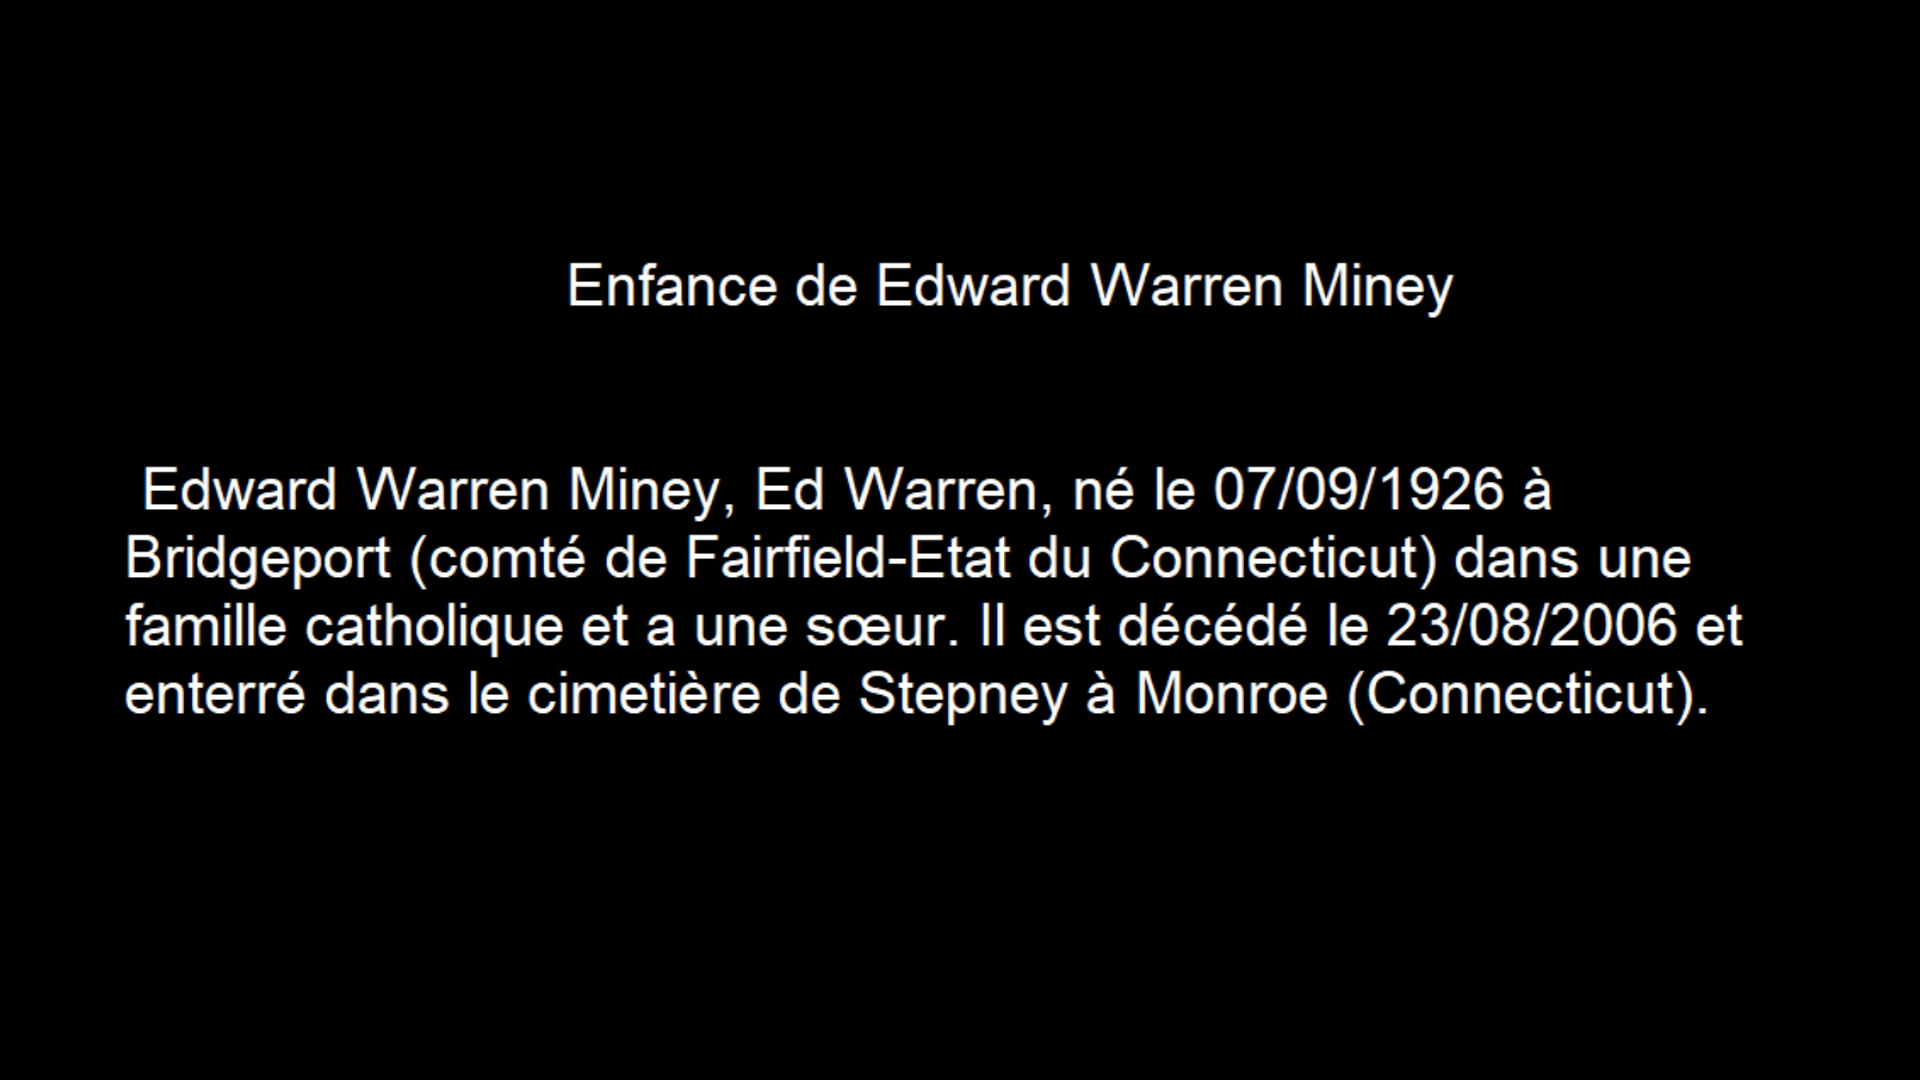 Enfance de Edward Warren Miney
Edward Warren Miney, Ed Warren, né le 07/09/1926 à
Bridgeport (comté de Fairfield-Etat du Connecticut) dans une
famille catholique et a une sœur. Il est décédé le 23/08/2006 et
enterré dans le cimetière de Stepney à Monroe (Connecticut).